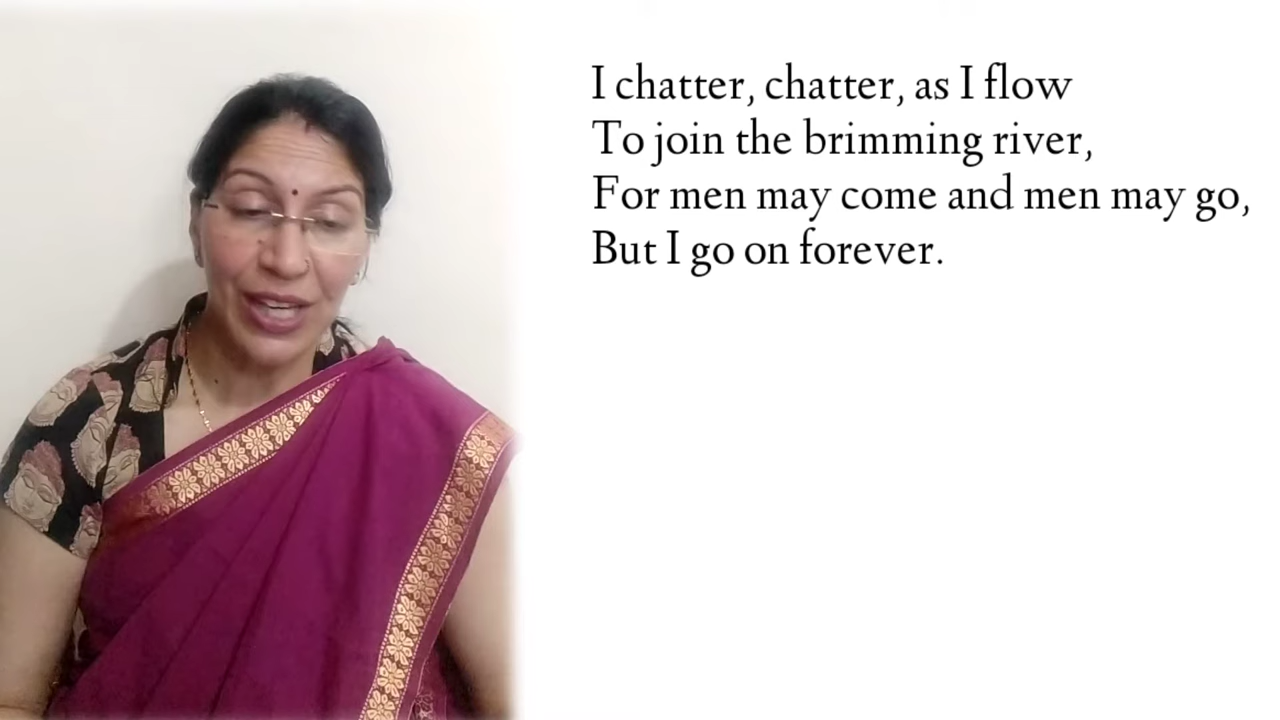 I chatter, chatter, as I flow
To join the brimming river,
For men may come and men may go,
But I go on forever.